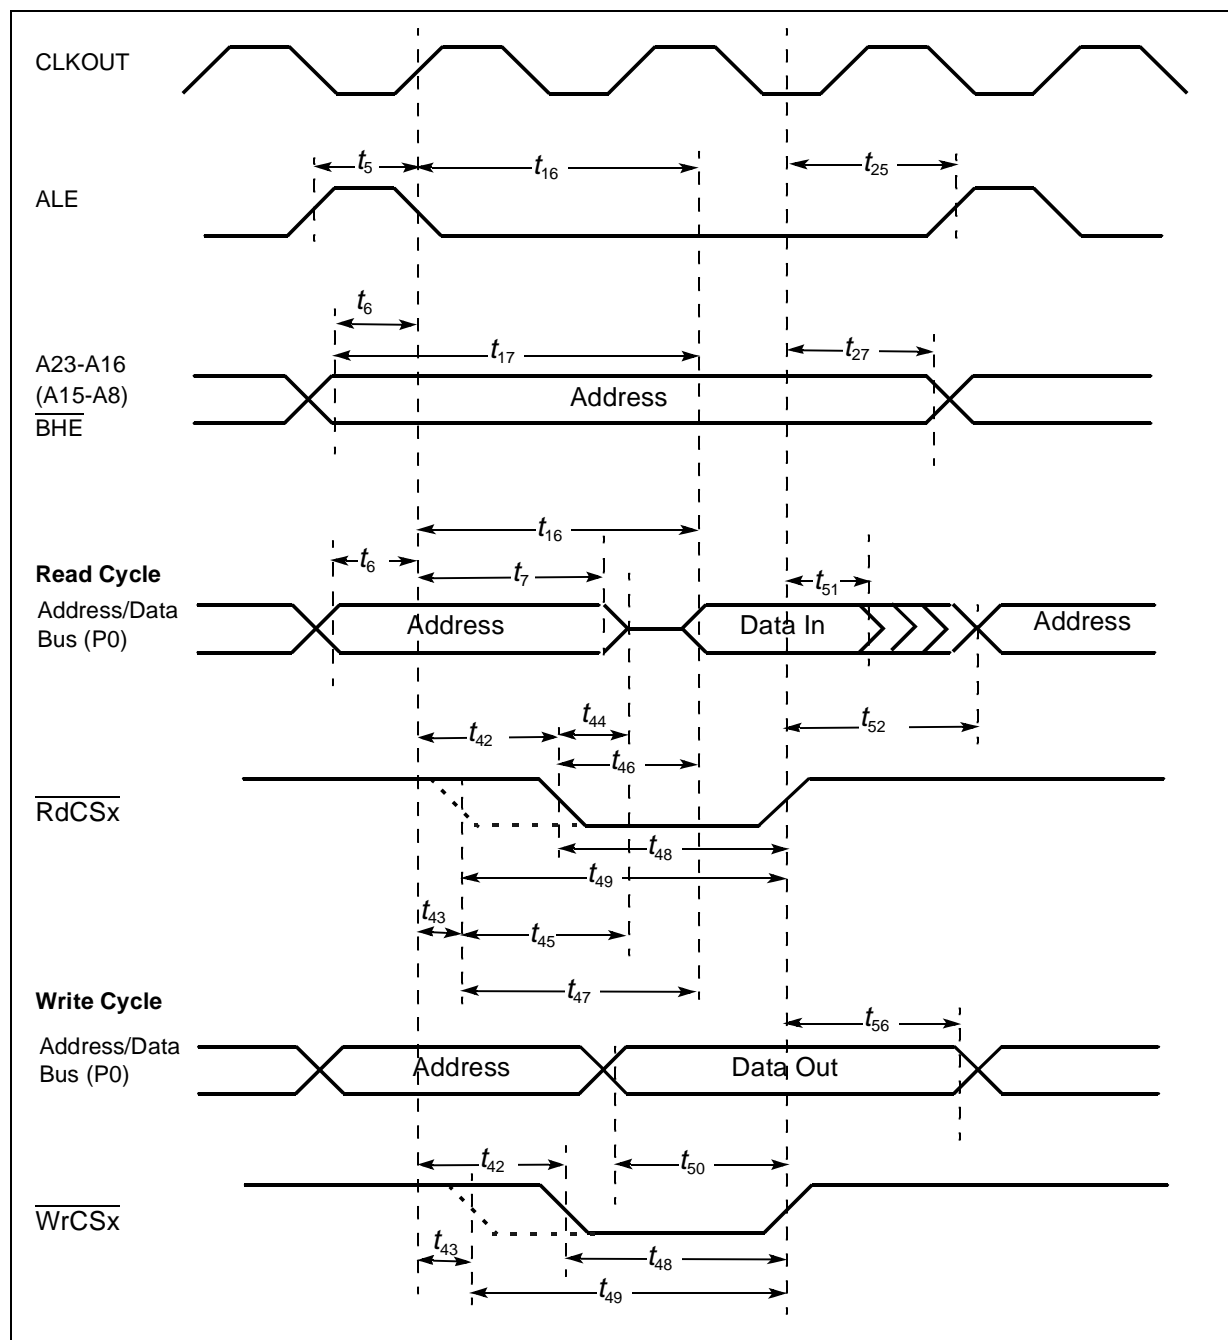 CLKOUT
t5
t16
t25
ALE
t6
t17
t27
A23-A16
(A15-A8)
BHE
Address
t16
t6
t7
t51
Read Cycle
Address/Data
Bus (P0)
Address
Data In
Address
t44
t42
t52
t46
RdCSx
t48
t49
t43
t45
t47
Write Cycle
t56
Address/Data
Bus (P0)
Address
Data Out
t42
t50
WrCSx
t43
t48
t49